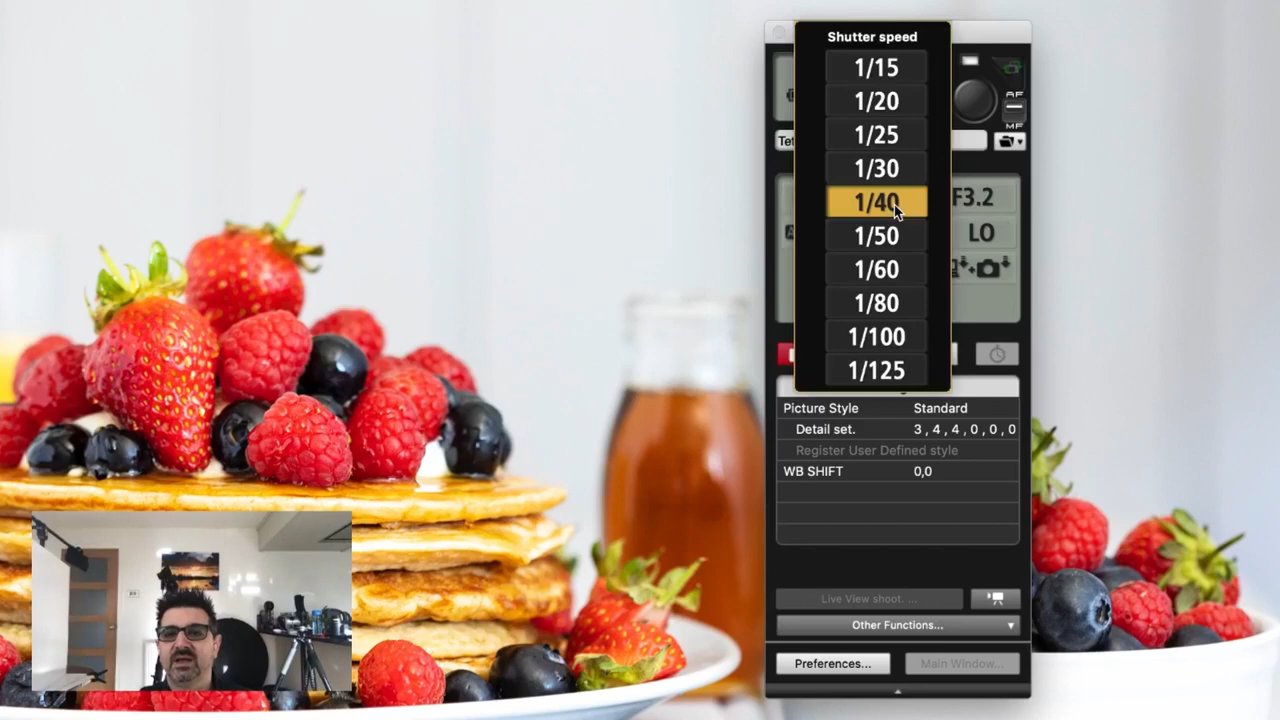 Shutter speed
1/15
1/20
1/25
1/30
1/40
1/50
1/60
1/80
1/100
1/125
AF
MF
Tet
F3.2
LO
Picture Style Standard
Detail set. 3,4,4,0,0,0
Register User Defined style
WB SHIFT 0,0
Live View shoot. ...
Other Functions...
Preferences... Main Window...